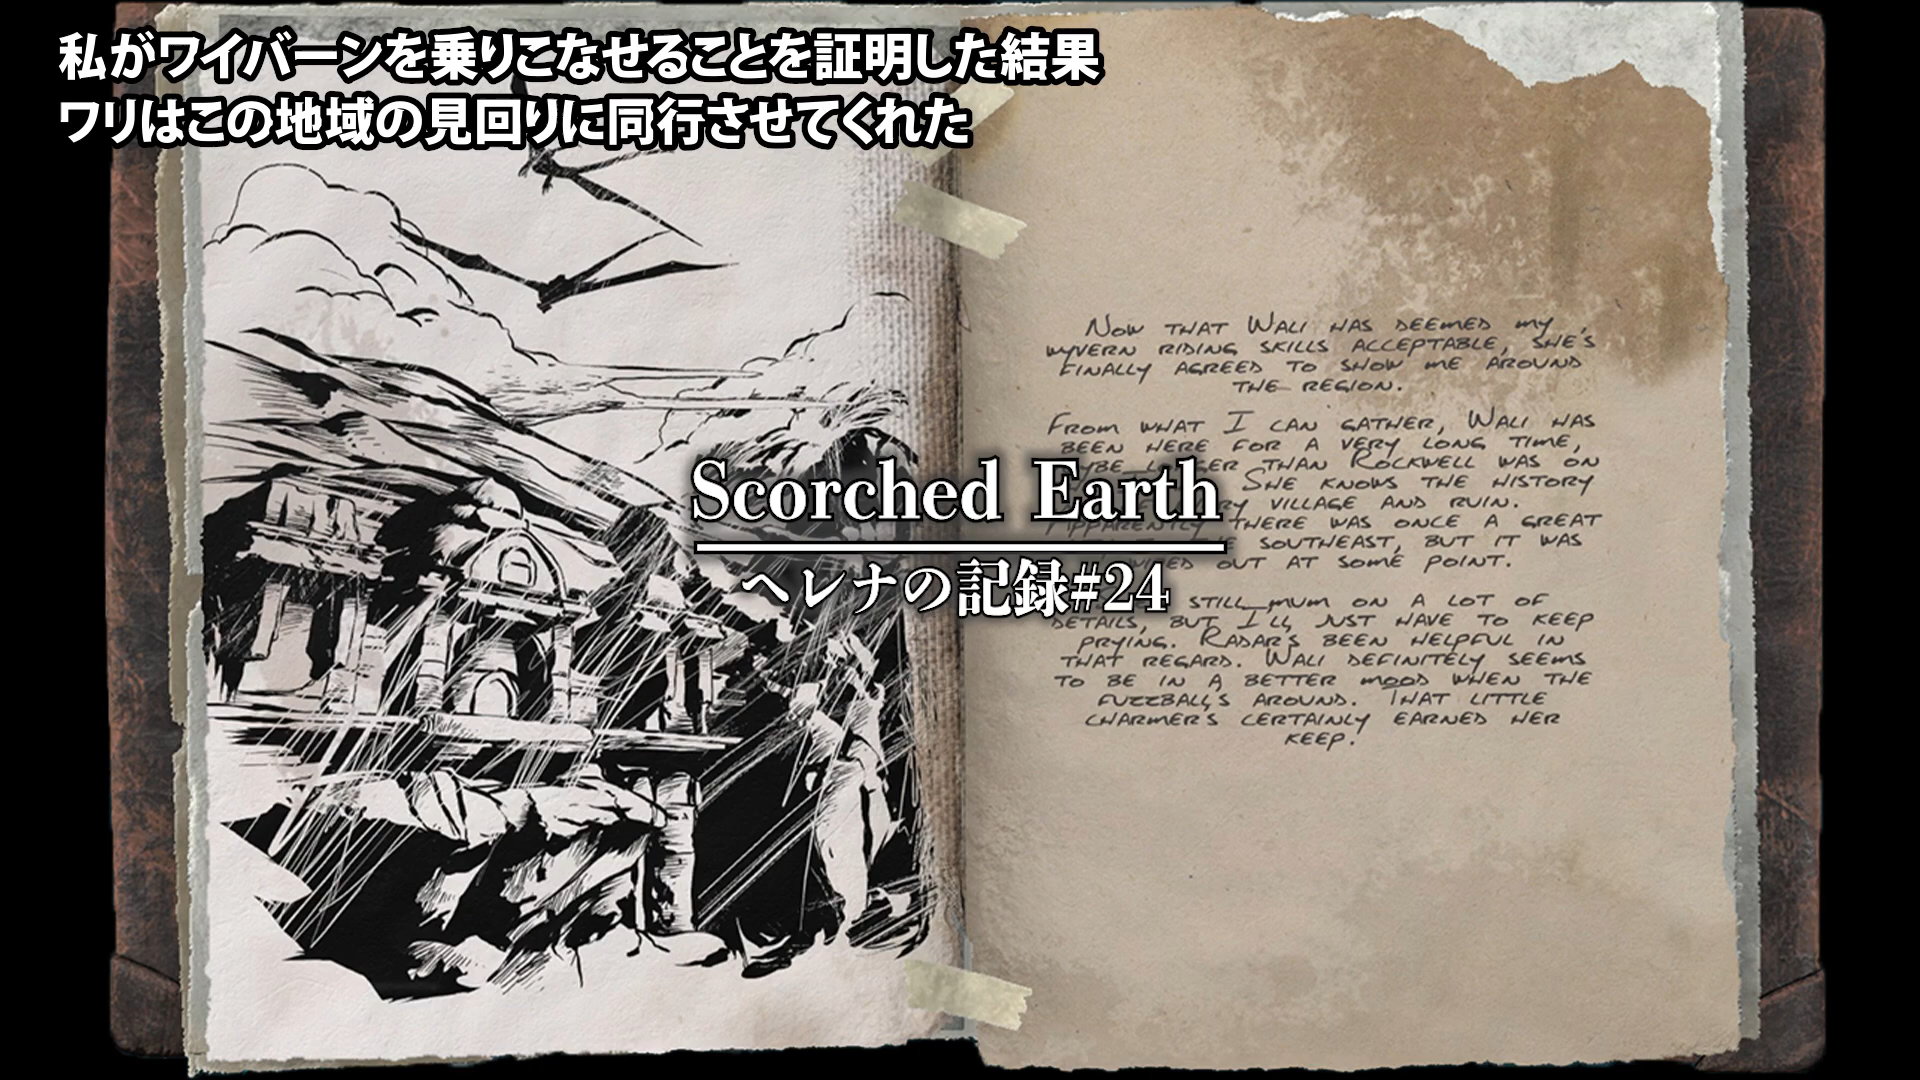 私がワイバーンを乗りこなせることを証明した結果
ワリはこの地域の見回りに同行させてくれた
Now that Wali has deemed my
wyvern riding skills acceptable, she's
finally agreed to show me around
the region.
From what I can gather, Wali has
been here for a very long time,
than Rockwell was on
She knows the history
village and ruin.
Apparently there was once a great
southeast, but it was
out at some point.
still mum on a lot of
details, but I'll just have to keep
prying. Radar's been helpful in
that regard. Wali definitely seems
to be in a better mood when the
fuzzball's around. That little
charmer's certainly earned her
keep.
Scorched Earth
ヘレナの記録#24